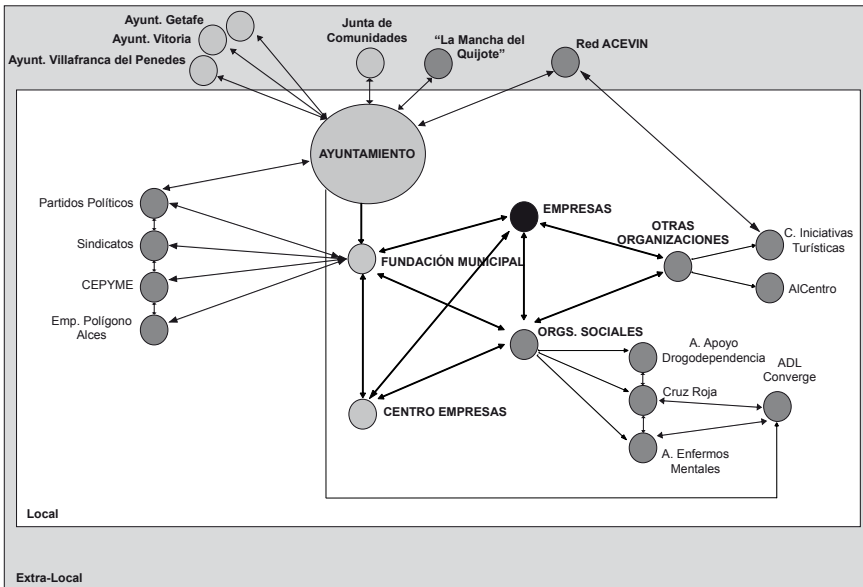 Ayunt. Getafe
Ayunt. Vitoria
Ayunt. Villafranca del Penedes
Junta de
Comunidades
“La Mancha del
Quijote”
Red ACEVIN
AYUNTAMIENTO
Partidos Políticos
Sindicatos
CEPYME
Emp. Polígono
Alces
EMPRESAS
FUNDACIÓN MUNICIPAL
OTRAS
ORGANIZACIONES
C. Iniciativas
Turísticas
AlCentro
ORGS. SOCIALES
A. Apoyo
Drogodependencia
Cruz Roja
A. Enfermos
Mentales
ADL
Converge
CENTRO EMPRESAS
Local
Extra-Local